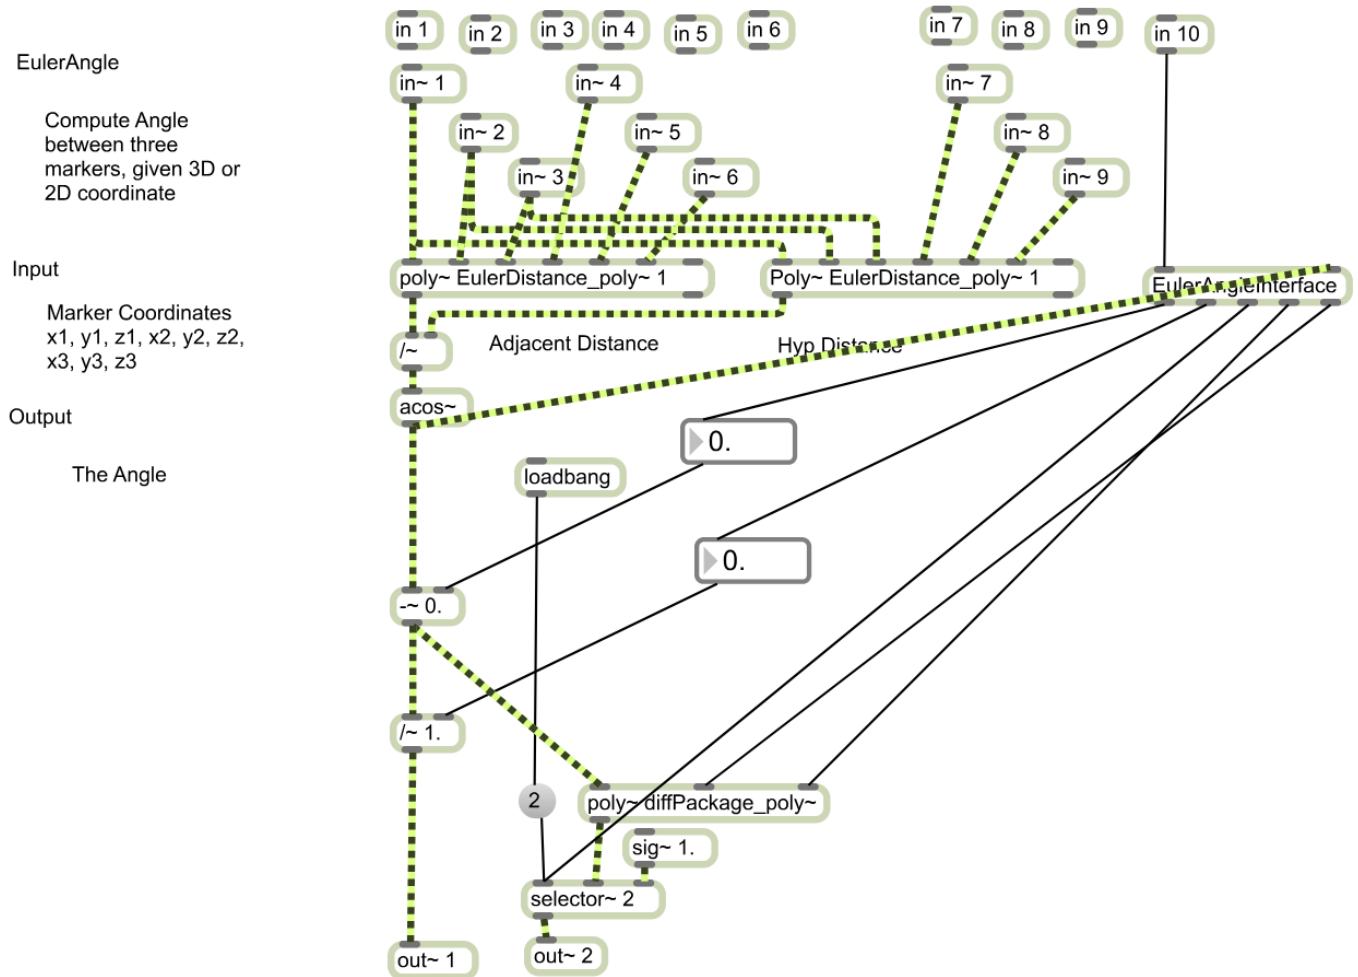 in 1
in 2
in 3
in 4
in 5
in 6
in 7
in 8
in 9
in 10
EulerAngle
in~ 1
in~ 4
in~ 7
Compute Angle
between three
markers, given 3D or
2D coordinate
in~ 2
in~ 5
in~ 8
in~ 3
in~ 6
in~ 9
Input
poly~ EulerDistance_poly~ 1
Poly~ EulerDistance_poly~ 1
EulerAngleInterface
Marker Coordinates
x1, y1, z1, x2, y2, z2,
x3, y3, z3
/~
Adjacent Distance
Hyp Distance
acos~
Output
0.
The Angle
loadbang
0.
-~ 0.
/~ 1.
2
poly~ diffPackage_poly~
sig~ 1.
selector~ 2
out~ 1
out~ 2